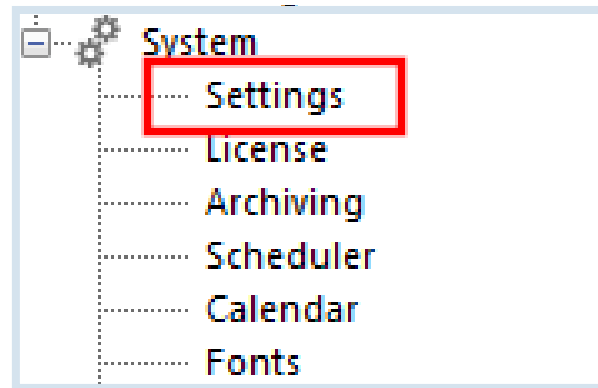 System
Settings
License
Archiving
Scheduler
Calendar
Fonts